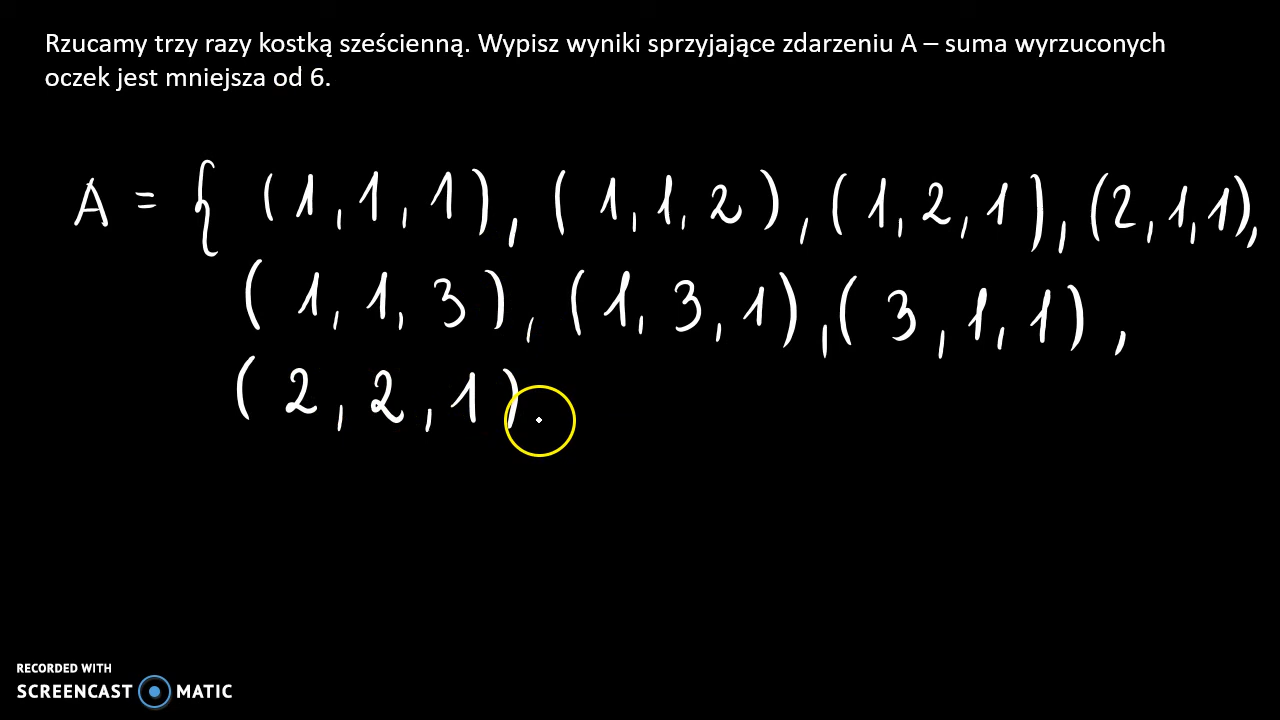 Rzucamy trzy razy kostką sześcienną. Wypisz wyniki sprzyjające zdarzeniu A – suma wyrzuconych
oczek jest mniejsza od 6.
A = { (1,1,1), (1,1,2), (1,2,1), (2,1,1),
(1,1,3), (1,3,1), (3,1,1),
(2,2,1)
RECORDED WITH
SCREENCAST MATIC